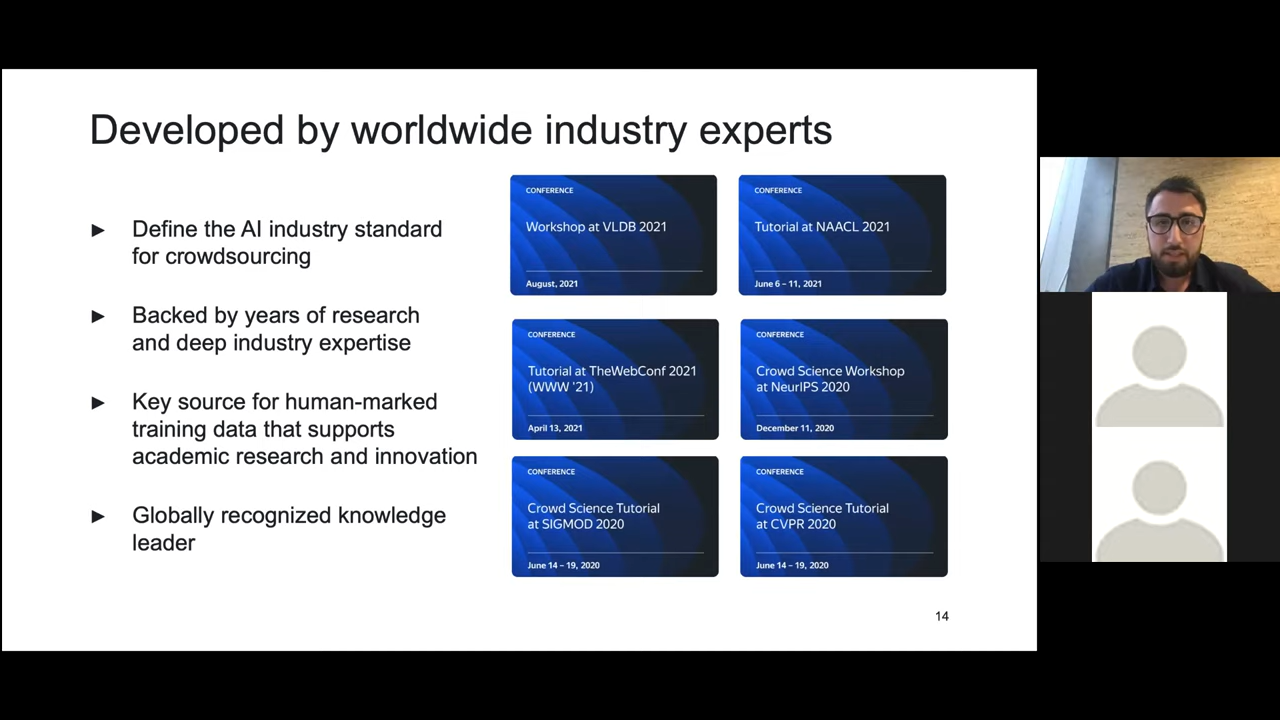 Developed by worldwide industry experts
► Define the AI industry standard
for crowdsourcing
► Backed by years of research
and deep industry expertise
► Key source for human-marked
training data that supports
academic research and innovation
► Globally recognized knowledge
leader
CONFERENCE
Workshop at VLDB 2021
August, 2021
CONFERENCE
Tutorial at NAACL 2021
June 6 – 11, 2021
CONFERENCE
Tutorial at TheWebConf 2021
(WWW '21)
April 13, 2021
CONFERENCE
Crowd Science Workshop
at NeurIPS 2020
December 11, 2020
CONFERENCE
Crowd Science Tutorial
at SIGMOD 2020
June 14 – 19, 2020
CONFERENCE
Crowd Science Tutorial
at CVPR 2020
June 14 – 19, 2020
14